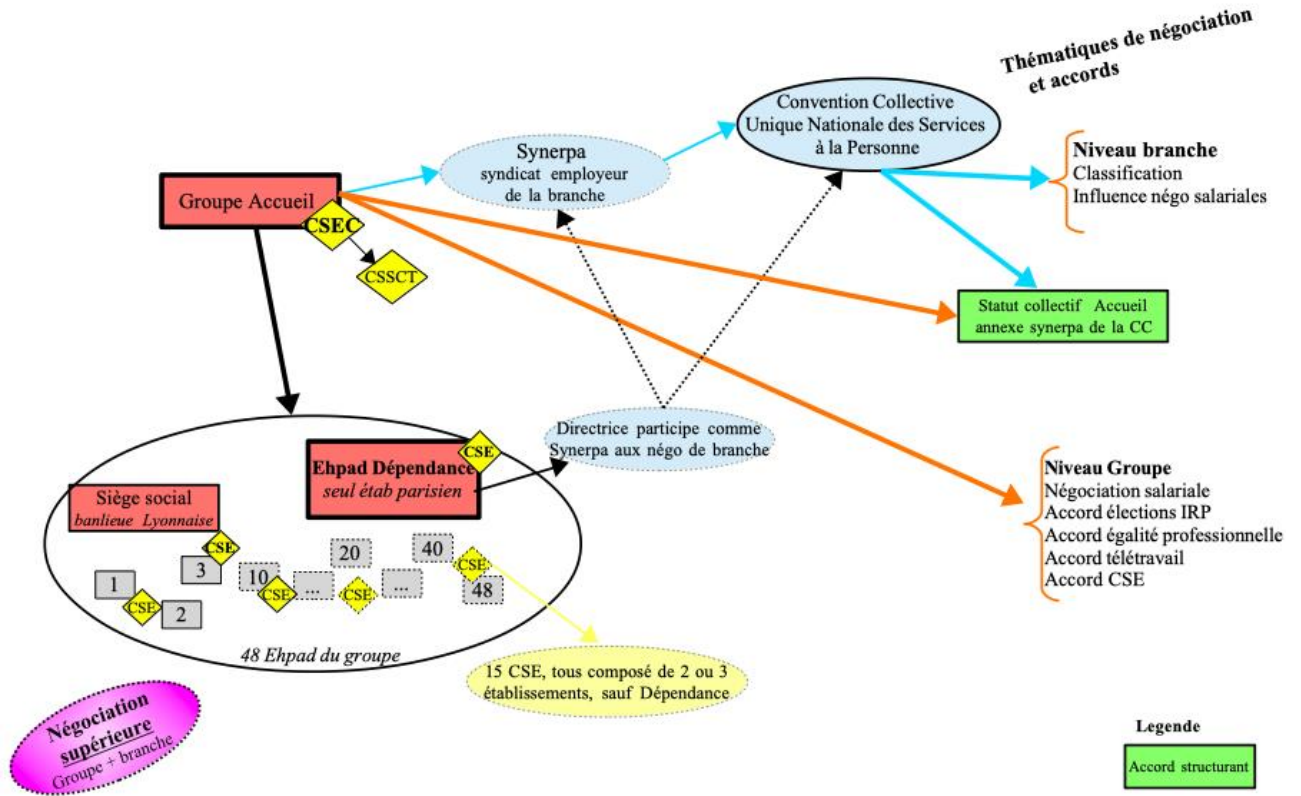 Thématiques de négociation
et accords
Convention Collective
Unique Nationale des Services
à la Personne
Synerpa
syndicat employeur
de la branche
Niveau branche
Classification
Influence négo salariales
Groupe Accueil
CSEC
CSSCT
Statut collectif Accueil
annexe synerpa de la CC
Directrice participe comme
Synerpa aux négo de branche
CSE
Ehpad Dépendance
seul étab parisien
Siège social
banlieue Lyonnaise
Niveau Groupe
Négociation salariale
Accord élections IRP
Accord égalité professionnelle
Accord télétravail
Accord CSE
CSE
1
CSE
2
3
10
CSE
...
20
CSE
...
40
CSE
48
48 Ehpad du groupe
15 CSE, tous composé de 2 ou 3
établissements, sauf Dépendance
Négociation
supérieure
Groupe + branche
Legende
Accord structurant